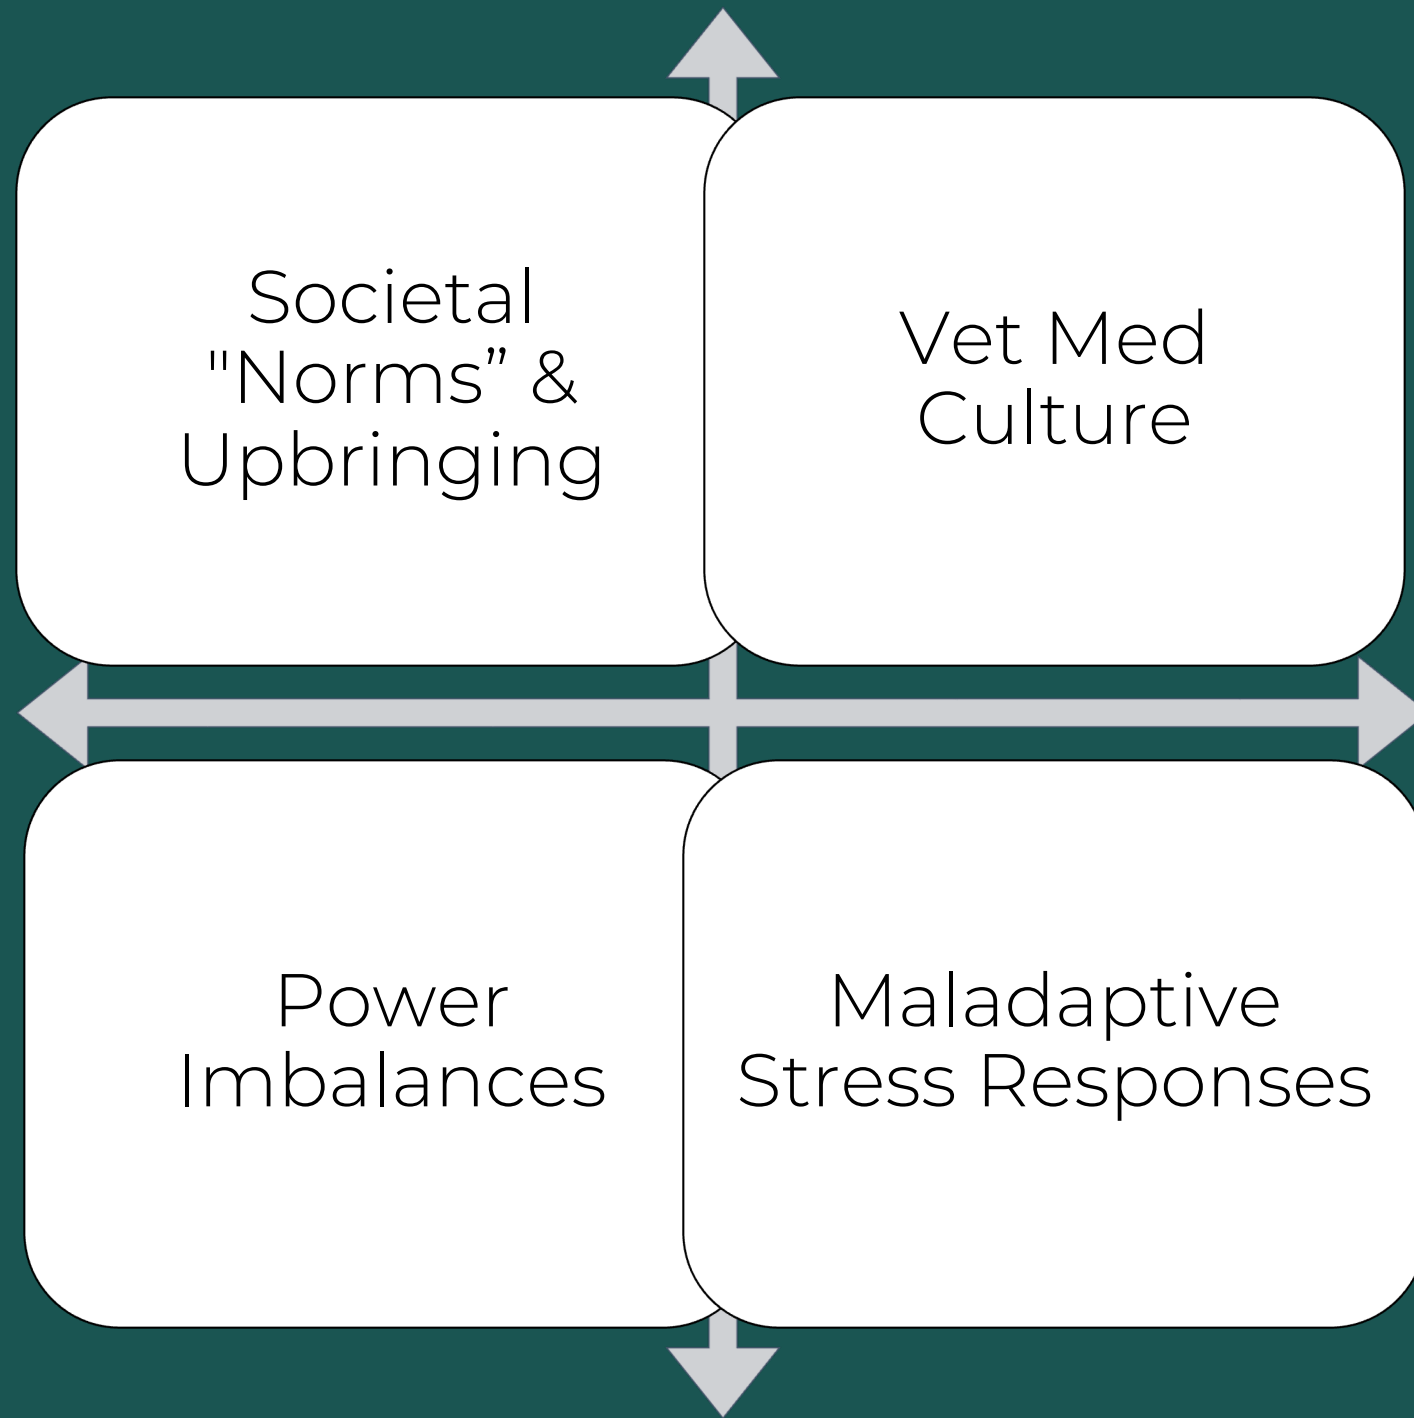 Societal
"Norms” &
Upbringing
Vet Med
Culture
Power
Imbalances
Maladaptive
Stress Responses